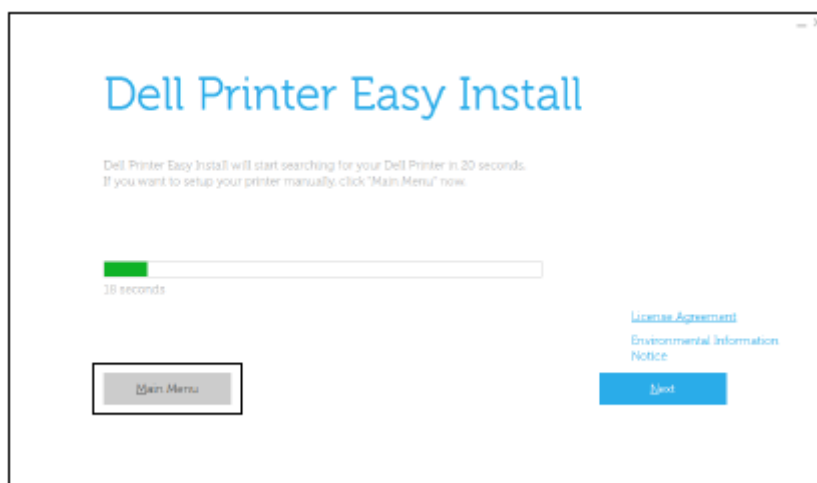 Dell Printer Easy Install
Dell Printer Easy Install will start searching for your Dell Printer in 20 seconds.
If you want to setup your printer manually, click "Main Menu" now.
18 seconds
License Agreement
Environmental Information
Notice
Main Menu
Next